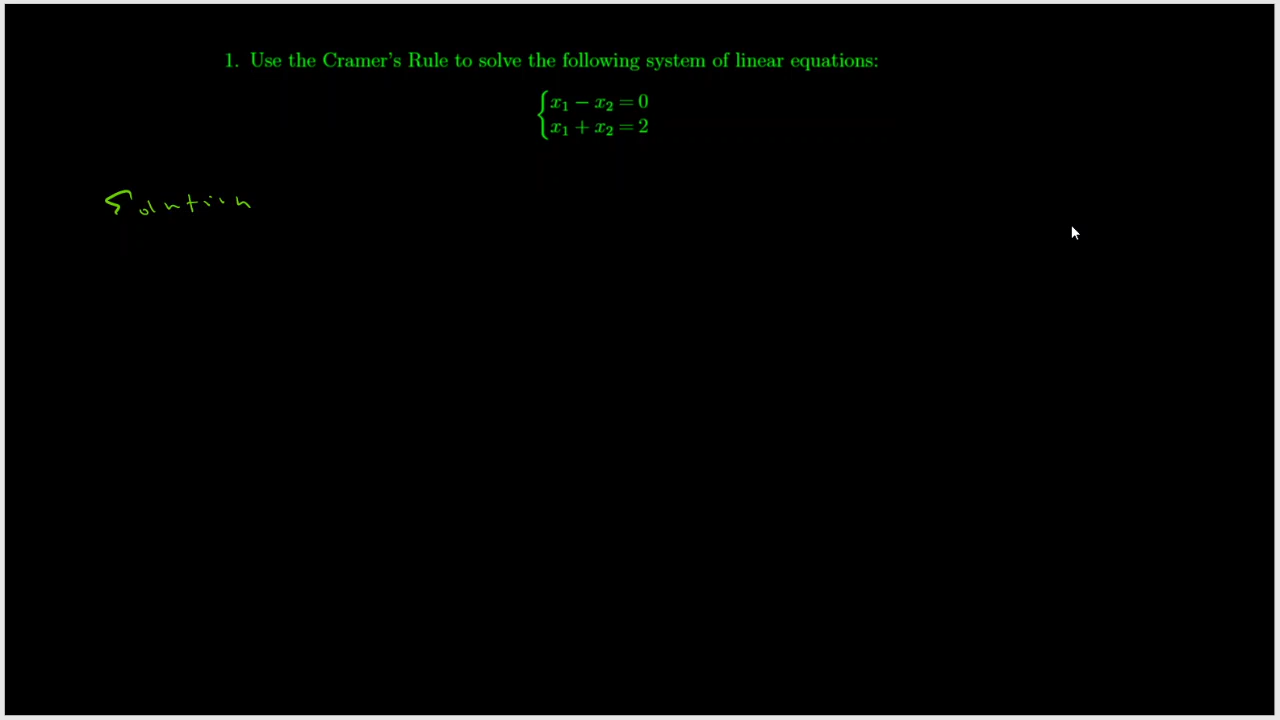 1. Use the Cramer's Rule to solve the following system of linear equations:
x₁ − x₂ = 0
x₁ + x₂ = 2
Solution